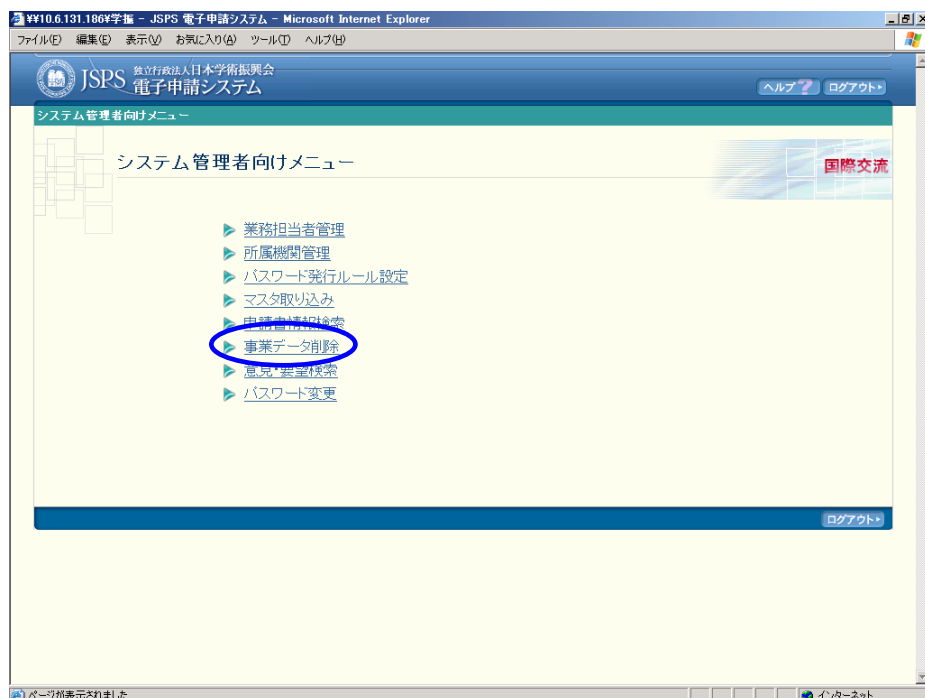 ¥¥10.6.131.186¥学振 - JSPS 電子申請システム - Microsoft Internet Explorer
ファイル(F) 編集(E) 表示(V) お気に入り(A) ツール(T) ヘルプ(H)
JSPS 独立行政法人日本学術振興会
電子申請システム
ヘルプ? ログアウト
システム管理者向けメニュー
システム管理者向けメニュー
国際交流
業務担当者管理
所属機関管理
パスワード発行ルール設定
マスタ取り込み
申請書情報検索
事業データ削除
意見・要望検索
パスワード変更
ログアウト
ページが表示されました インターネット